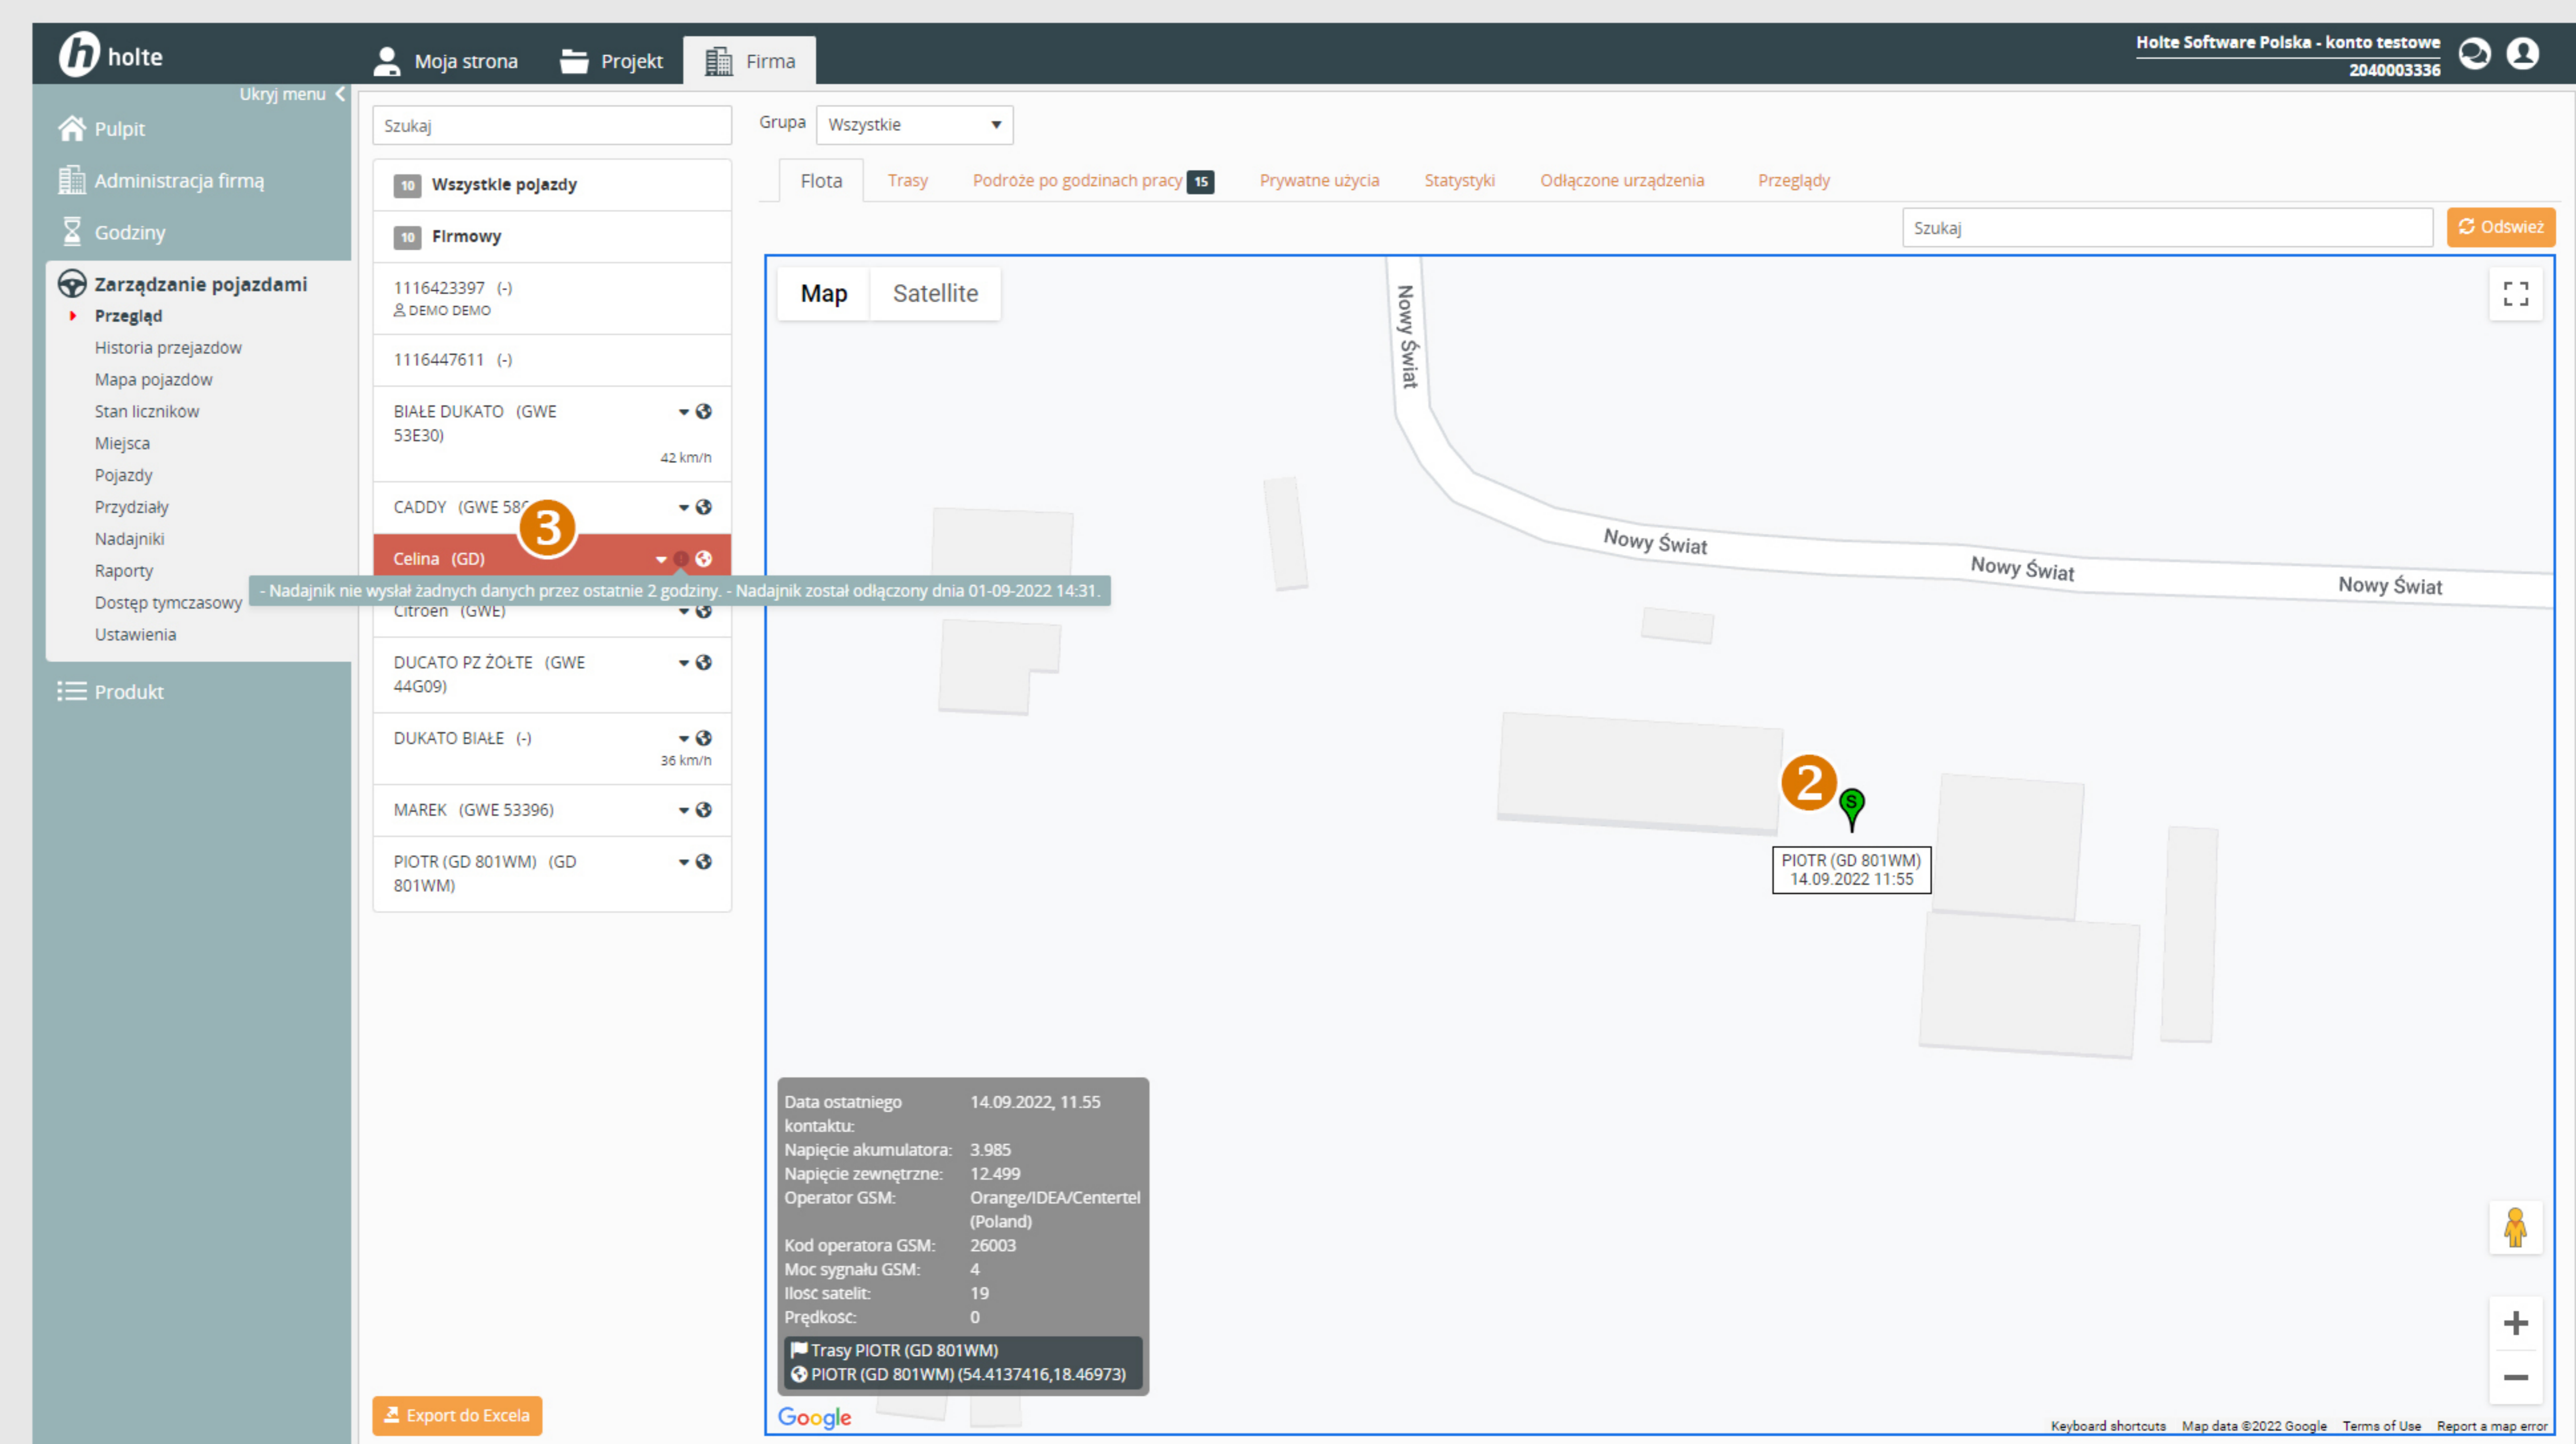 holte
Moja strona
Projekt
Firma
Holte Software Polska - konto testowe
2040003336
Ukryj menu
Pulpit
Administracja firmą
Godziny
Zarządzanie pojazdami
Przegląd
Historia przejazdów
Mapa pojazdów
Stan liczników
Miejsca
Pojazdy
Przydziały
Nadajniki
Raporty
Dostęp tymczasowy
Ustawienia
Produkt
Szukaj
10 Wszystkie pojazdy
10 Firmowy
1116423397 (-)
DEMO DEMO
1116447611 (-)
BIAŁE DUKATO (GWE
53E30)
42 km/h
CADDY (GWE
3
Celina (GD)
- Nadajnik nie wysłał żadnych danych przez ostatnie 2 godziny. - Nadajnik został odłączony dnia 01-09-2022 14:31.
Citroen (GWE)
DUCATO PZ ŻÓŁTE (GWE
44G09)
DUKATO BIAŁE (-)
36 km/h
MAREK (GWE 53396)
PIOTR (GD 801WM) (GD
801WM)
Export do Excela
Grupa Wszystkie
Flota
Trasy
Podróże po godzinach pracy 15
Prywatne użycia
Statystyki
Odłączone urządzenia
Przeglądy
Szukaj
Odśwież
Map
Satellite
Nowy Świat
Nowy Świat
Nowy Świat
Nowy Świat
2
S
PIOTR (GD 801WM)
14.09.2022 11:55
Data ostatniego 14.09.2022, 11.55
kontaktu:
Napięcie akumulatora: 3.985
Napięcie zewnętrzne: 12.499
Operator GSM: Orange/IDEA/Centertel
(Poland)
Kod operatora GSM: 26003
Moc sygnału GSM: 4
Ilość satelit: 19
Prędkość: 0
Trasy PIOTR (GD 801WM)
PIOTR (GD 801WM) (54.4137416,18.46973)
Google
Keyboard shortcuts
Map data ©2022 Google
Terms of Use
Report a map error